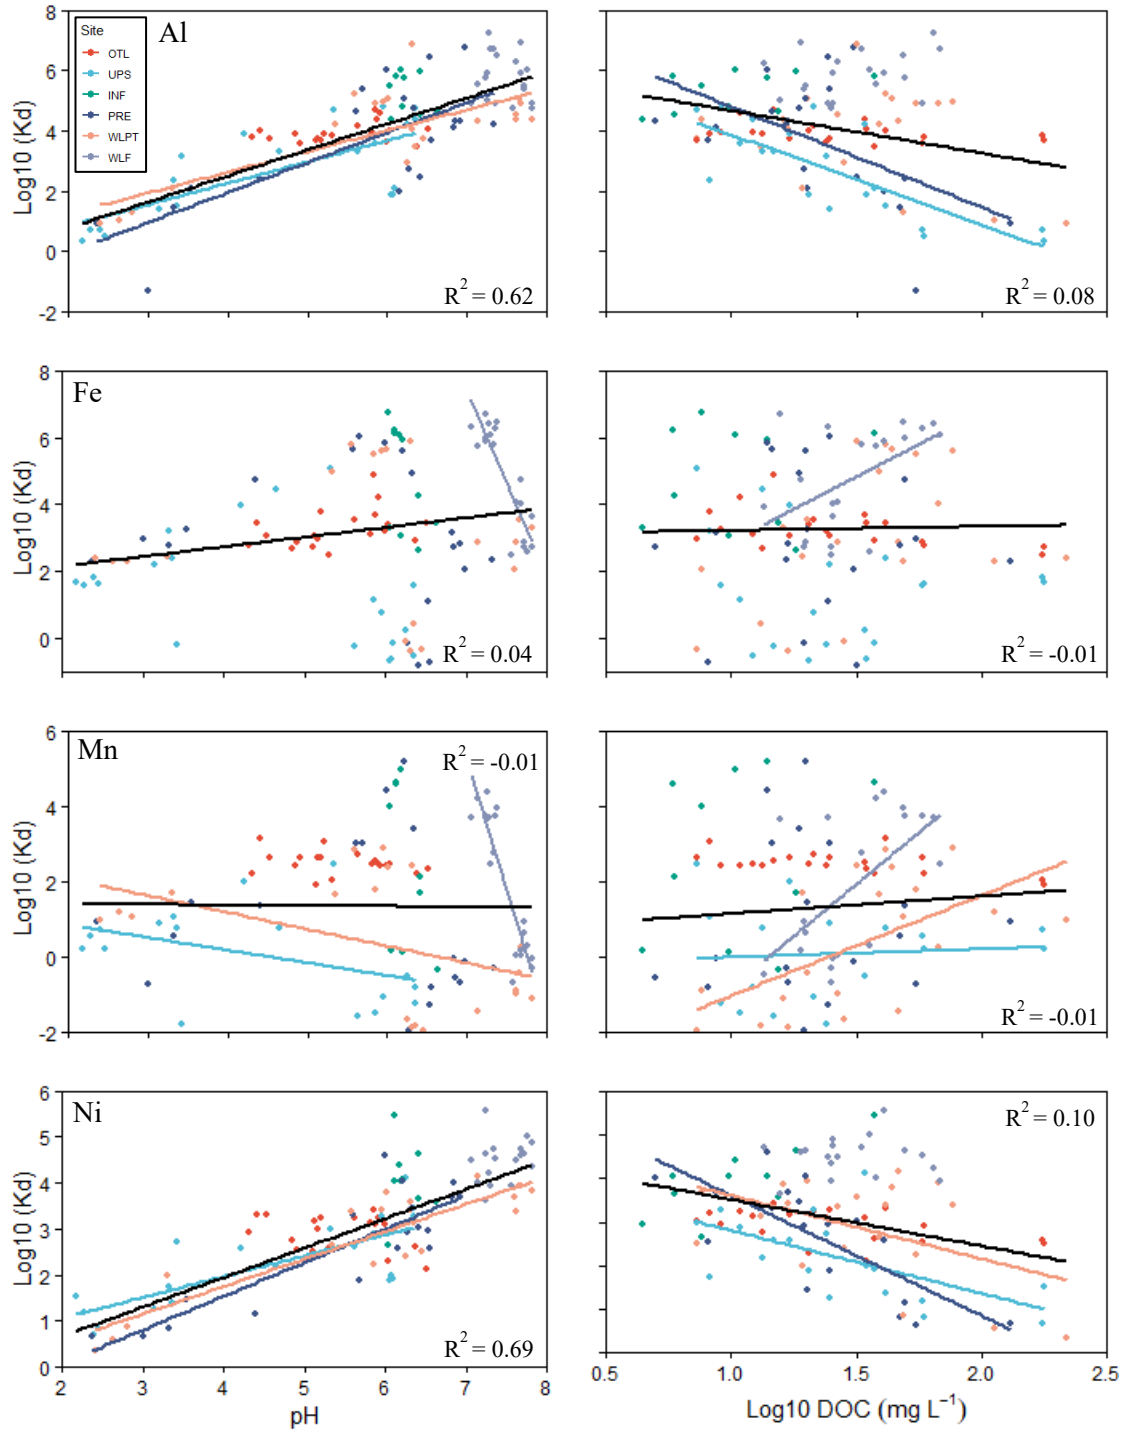 8
6
4
2
0
-2
Log10 (Kd)
Site
OTL
UPS
INF
PRE
WLPT
WLF
Al
R² = 0.62
R² = 0.08
8
6
4
2
0
Log10 (Kd)
Fe
R² = 0.04
R² = -0.01
6
4
2
0
-2
Log10 (Kd)
Mn
R² = -0.01
R² = -0.01
6
5
4
3
2
1
0
Log10 (Kd)
Ni
R² = 0.69
R² = 0.10
2 3 4 5 6 7 8
pH
0.5 1.0 1.5 2.0 2.5
Log10 DOC (mg L⁻¹)